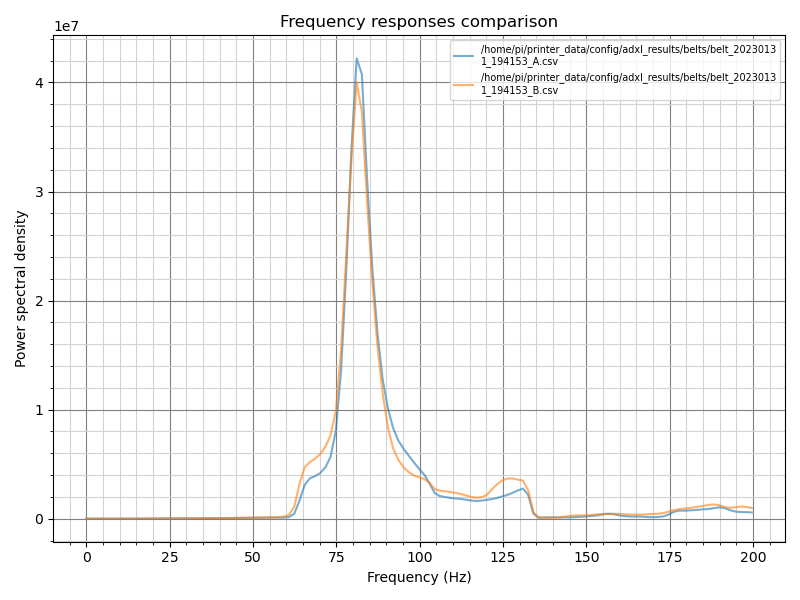 Frequency responses comparison
1e7
/home/pi/printer_data/config/adxl_results/belts/belt_2023013
1_194153_A.csv
/home/pi/printer_data/config/adxl_results/belts/belt_2023013
1_194153_B.csv
4
3
2
1
0
Power spectral density
0 25 50 75 100 125 150 175 200
Frequency (Hz)